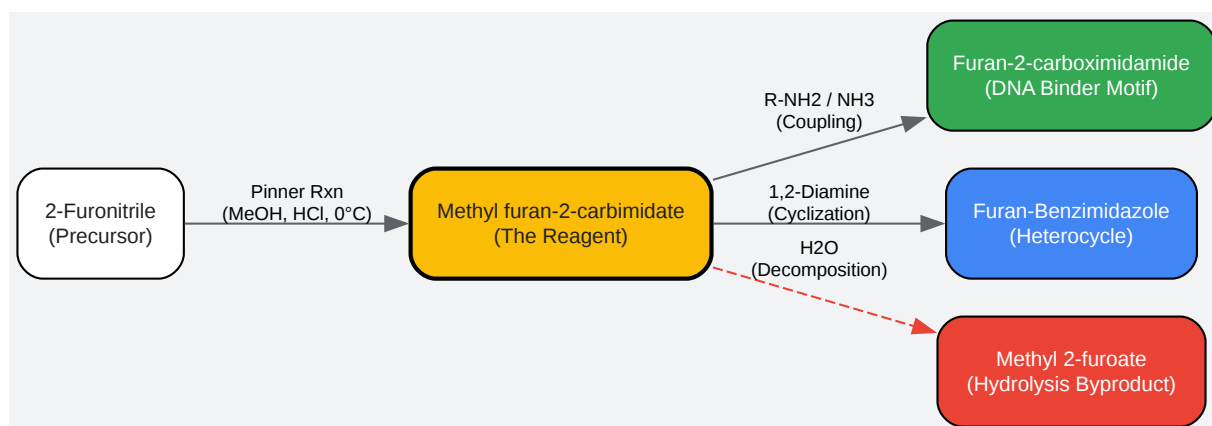 2-Furonitrile
(Precursor)
Pinner Rxn
(MeOH, HCl, 0°C)
Methyl furan-2-carbimidate
(The Reagent)
R-NH2 / NH3
(Coupling)
Furan-2-carboximidamide
(DNA Binder Motif)
1,2-Diamine
(Cyclization)
Furan-Benzimidazole
(Heterocycle)
H2O
(Decomposition)
Methyl 2-furoate
(Hydrolysis Byproduct)